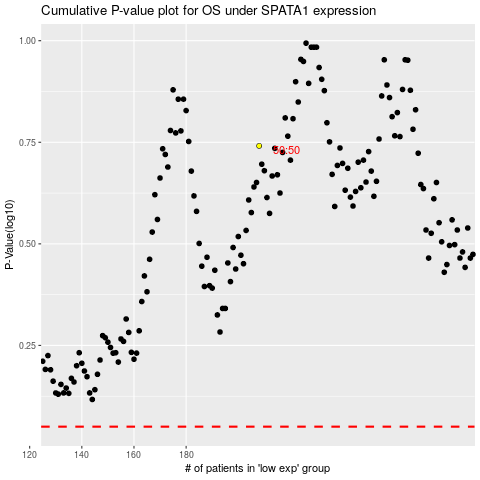 Cumulative P-value plot for OS under SPATA1 expression
1.00
0.75
0.50
0.25
P-Value(log10)
50:50
120 140 160 180
# of patients in 'low exp' group